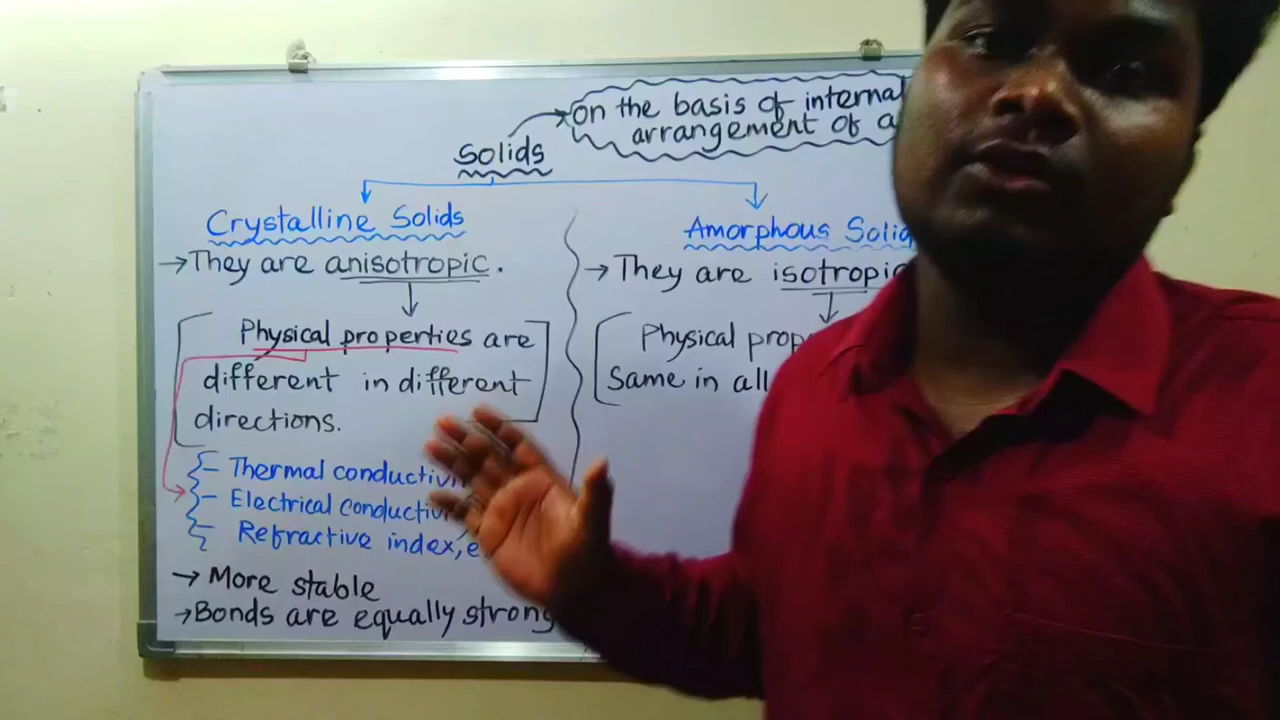 on the basis of internal
arrangement of a
Solids
Crystalline Solids
→They are anisotropic.
Physical properties are
different in different
directions.
- Thermal conductivi
- Electrical conductiv
- Refractive index, e
→ More stable
→Bonds are equally strong
Amorphous Solid
→ They are isotropic
Physical prop
Same in all